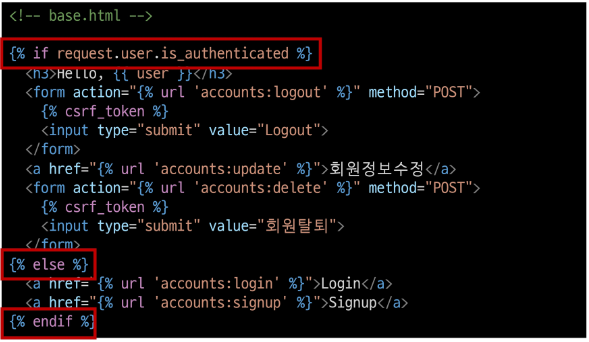 <!-- base.html -->
{% if request.user.is_authenticated %}
<h3>Hello, {{ user }}</h3>
<form action="{% url 'accounts:logout' %}" method="POST">
{% csrf_token %}
<input type="submit" value="Logout">
</form>
<a href="{% url 'accounts:update' %}">회원정보수정</a>
<form action="{% url 'accounts:delete' %}" method="POST">
{% csrf_token %}
<input type="submit" value="회원탈퇴">
</form>
{% else %}
<a href="{% url 'accounts:login' %}">Login</a>
<a href="{% url 'accounts:signup' %}">Signup</a>
{% endif %}